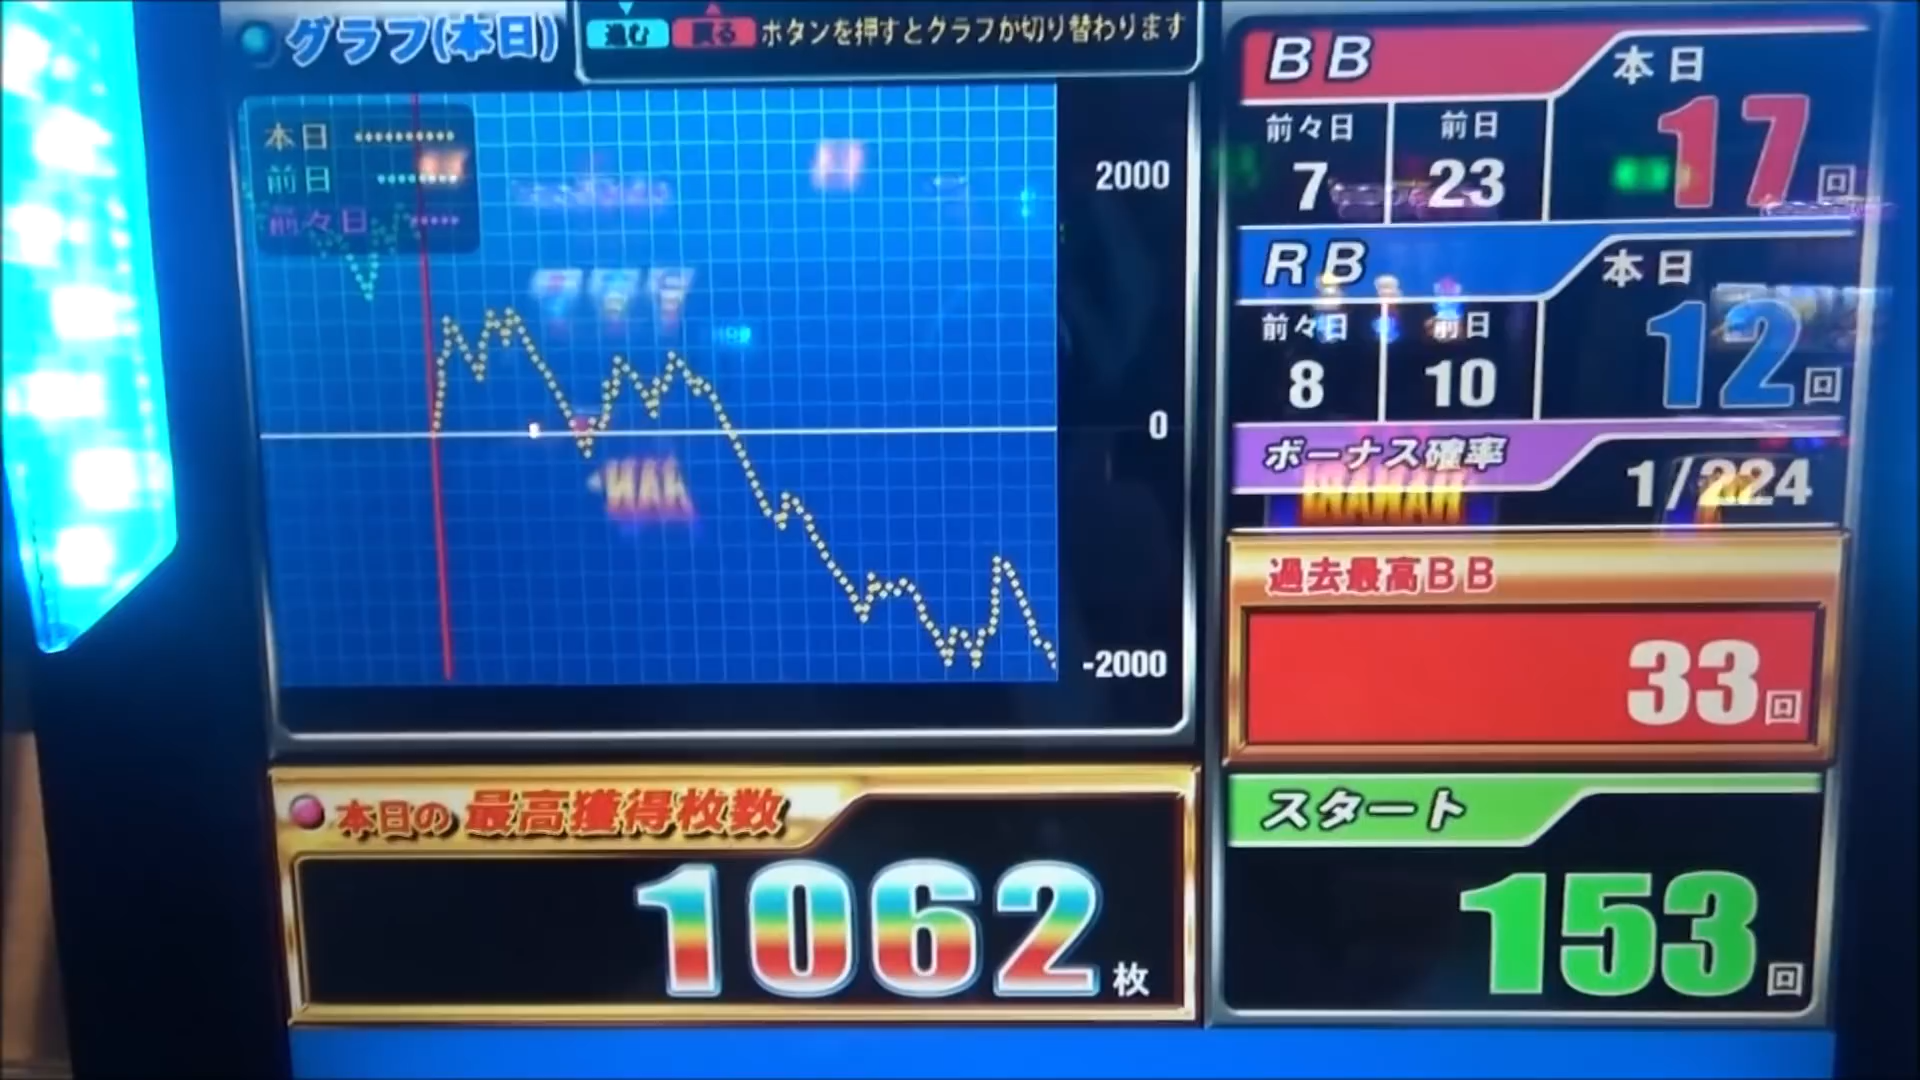 グラフ(本日)
進む 戻る ボタンを押すとグラフが切り替わります
本日
前日
前々日
2000
0
-2000
BB 本日
前々日 前日
7 23 17回
RB 本日
前々日 前日
8 10 12回
ボーナス確率 1/224
過去最高BB
33回
本日の最高獲得枚数
1062枚
スタート
153回